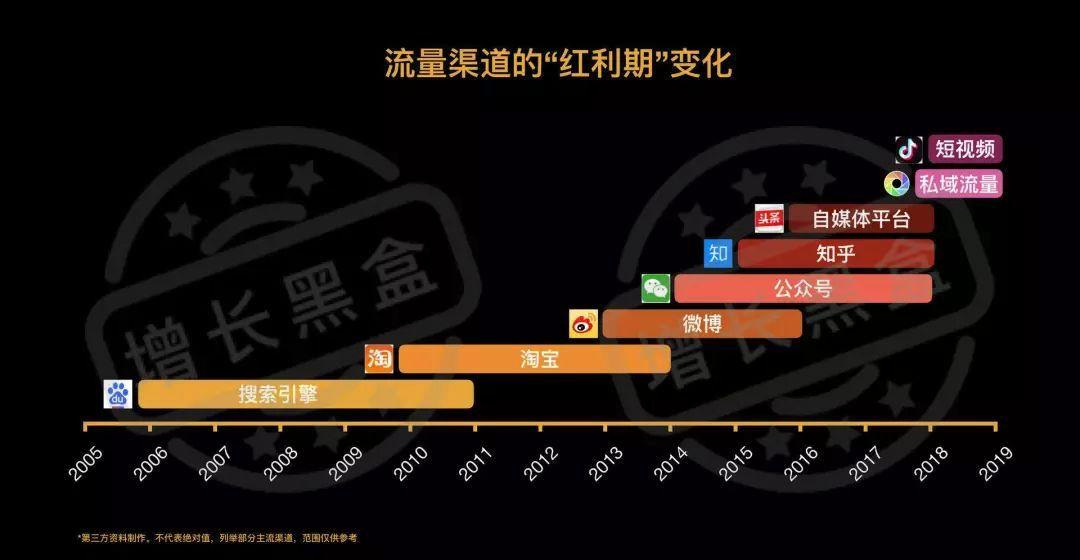 流量渠道的“红利期”变化
短视频
私域流量
头条
自媒体平台
知
知乎
公众号
微博
淘
淘宝
du
搜索引擎
增长黑盒
增长黑盒
2005
2006
2007
2008
2009
2010
2011
2012
2013
2014
2015
2016
2017
2018
2019
*第三方资料制作，不代表绝对值，列举部分主流渠道，范围仅供参考